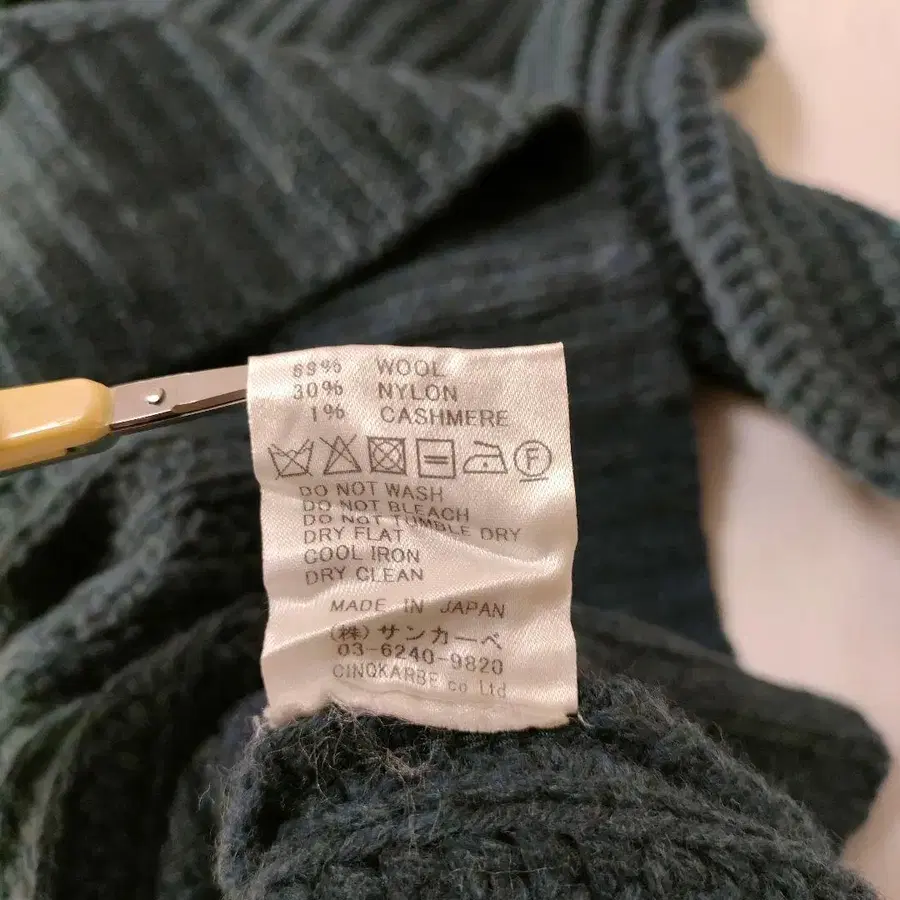 69% WOOL
30% NYLON
1% CASHMERE
F
DO NOT WASH
DO NOT BLEACH
DO NOT TUMBLE DRY
DRY FLAT
COOL IRON
DRY CLEAN
MADE IN JAPAN
(株)サンカーベ
03-6240-9820
CINQKARBE co Ltd